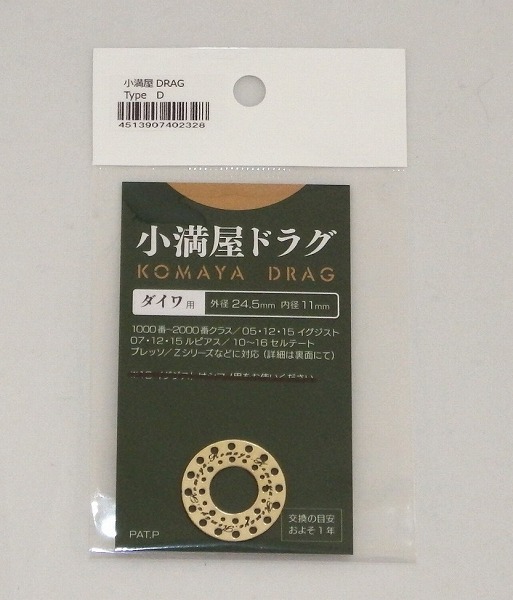 小満屋 DRAG
Type D
4513907402328
小満屋ドラグ
KOMAYA DRAG
ダイワ用 外径 24.5mm 内径 11mm
1000番~2000番クラス/05・12・15 イグジスト
07・12・15 ルビアス/10~16 セルテート
プレッソ/Zシリーズなどに対応(詳細は裏面にて)
交換の目安
およそ1年
PAT.P